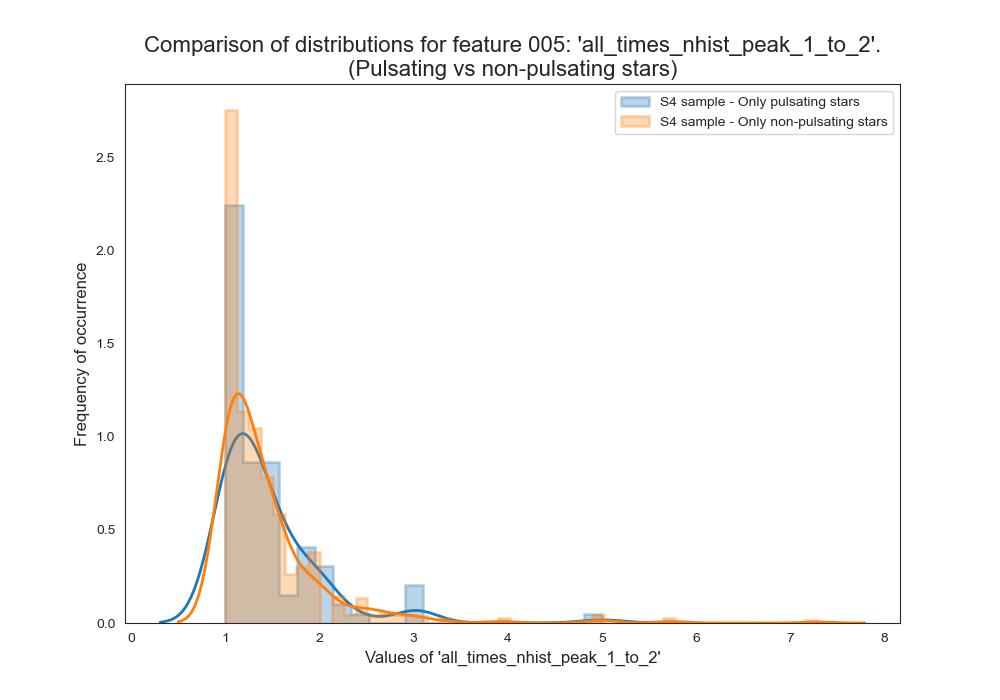 Comparison of distributions for feature 005: 'all_times_nhist_peak_1_to_2'.
(Pulsating vs non-pulsating stars)
S4 sample - Only pulsating stars
S4 sample - Only non-pulsating stars
2.5
2.0
1.5
1.0
0.5
0.0
Frequency of occurrence
0 1 2 3 4 5 6 7 8
Values of 'all_times_nhist_peak_1_to_2'